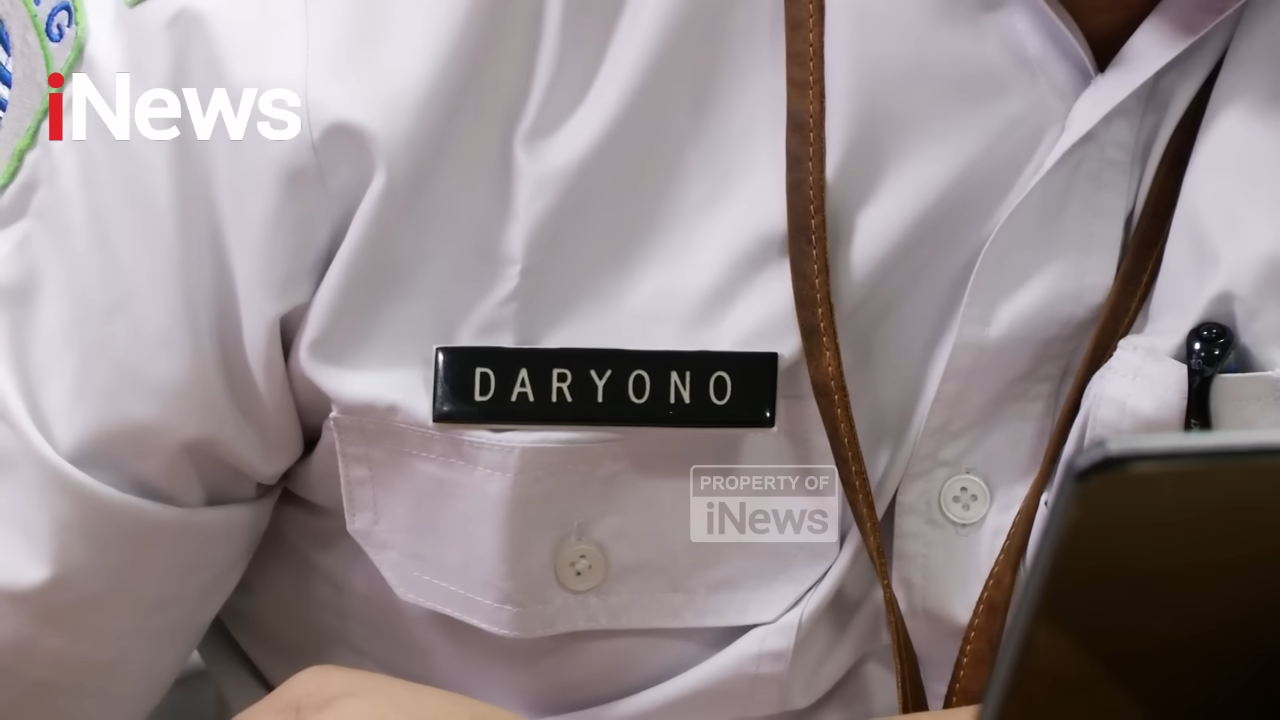 G
iNews
DARYONO
PROPERTY OF
iNews